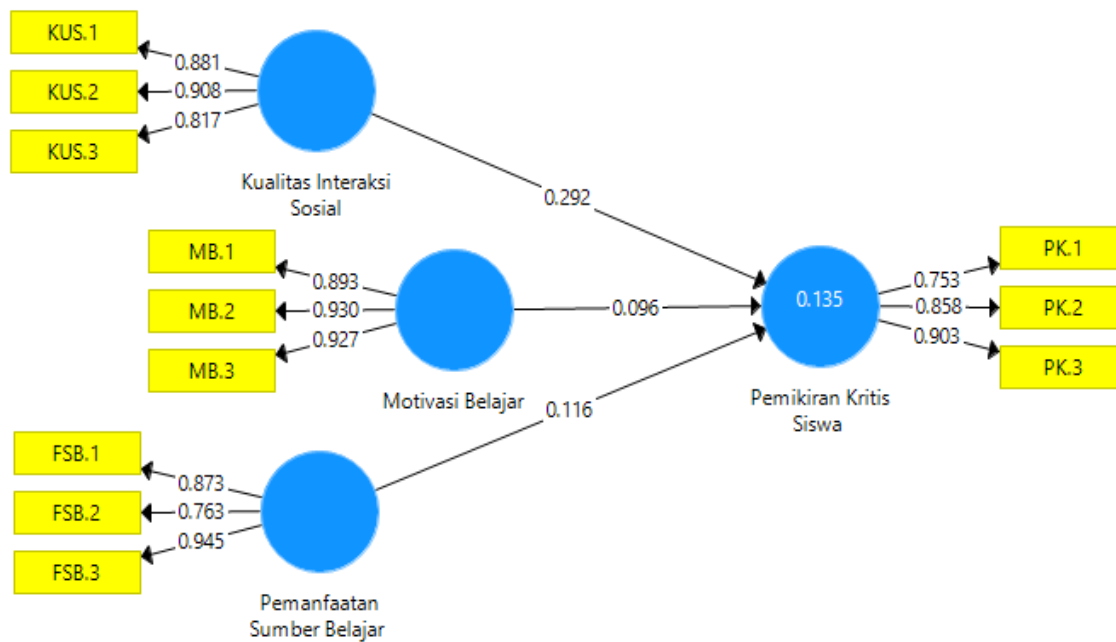 KUS.1
0.881
KUS.2
0.908
KUS.3
0.817
Kualitas Interaksi
Sosial
0.292
MB.1
0.893
MB.2
0.930
MB.3
0.927
Motivasi Belajar
0.096
FSB.1
0.873
FSB.2
0.763
FSB.3
0.945
Pemanfaatan
Sumber Belajar
0.116
0.135
Pemikiran Kritis
Siswa
PK.1
0.753
PK.2
0.858
PK.3
0.903